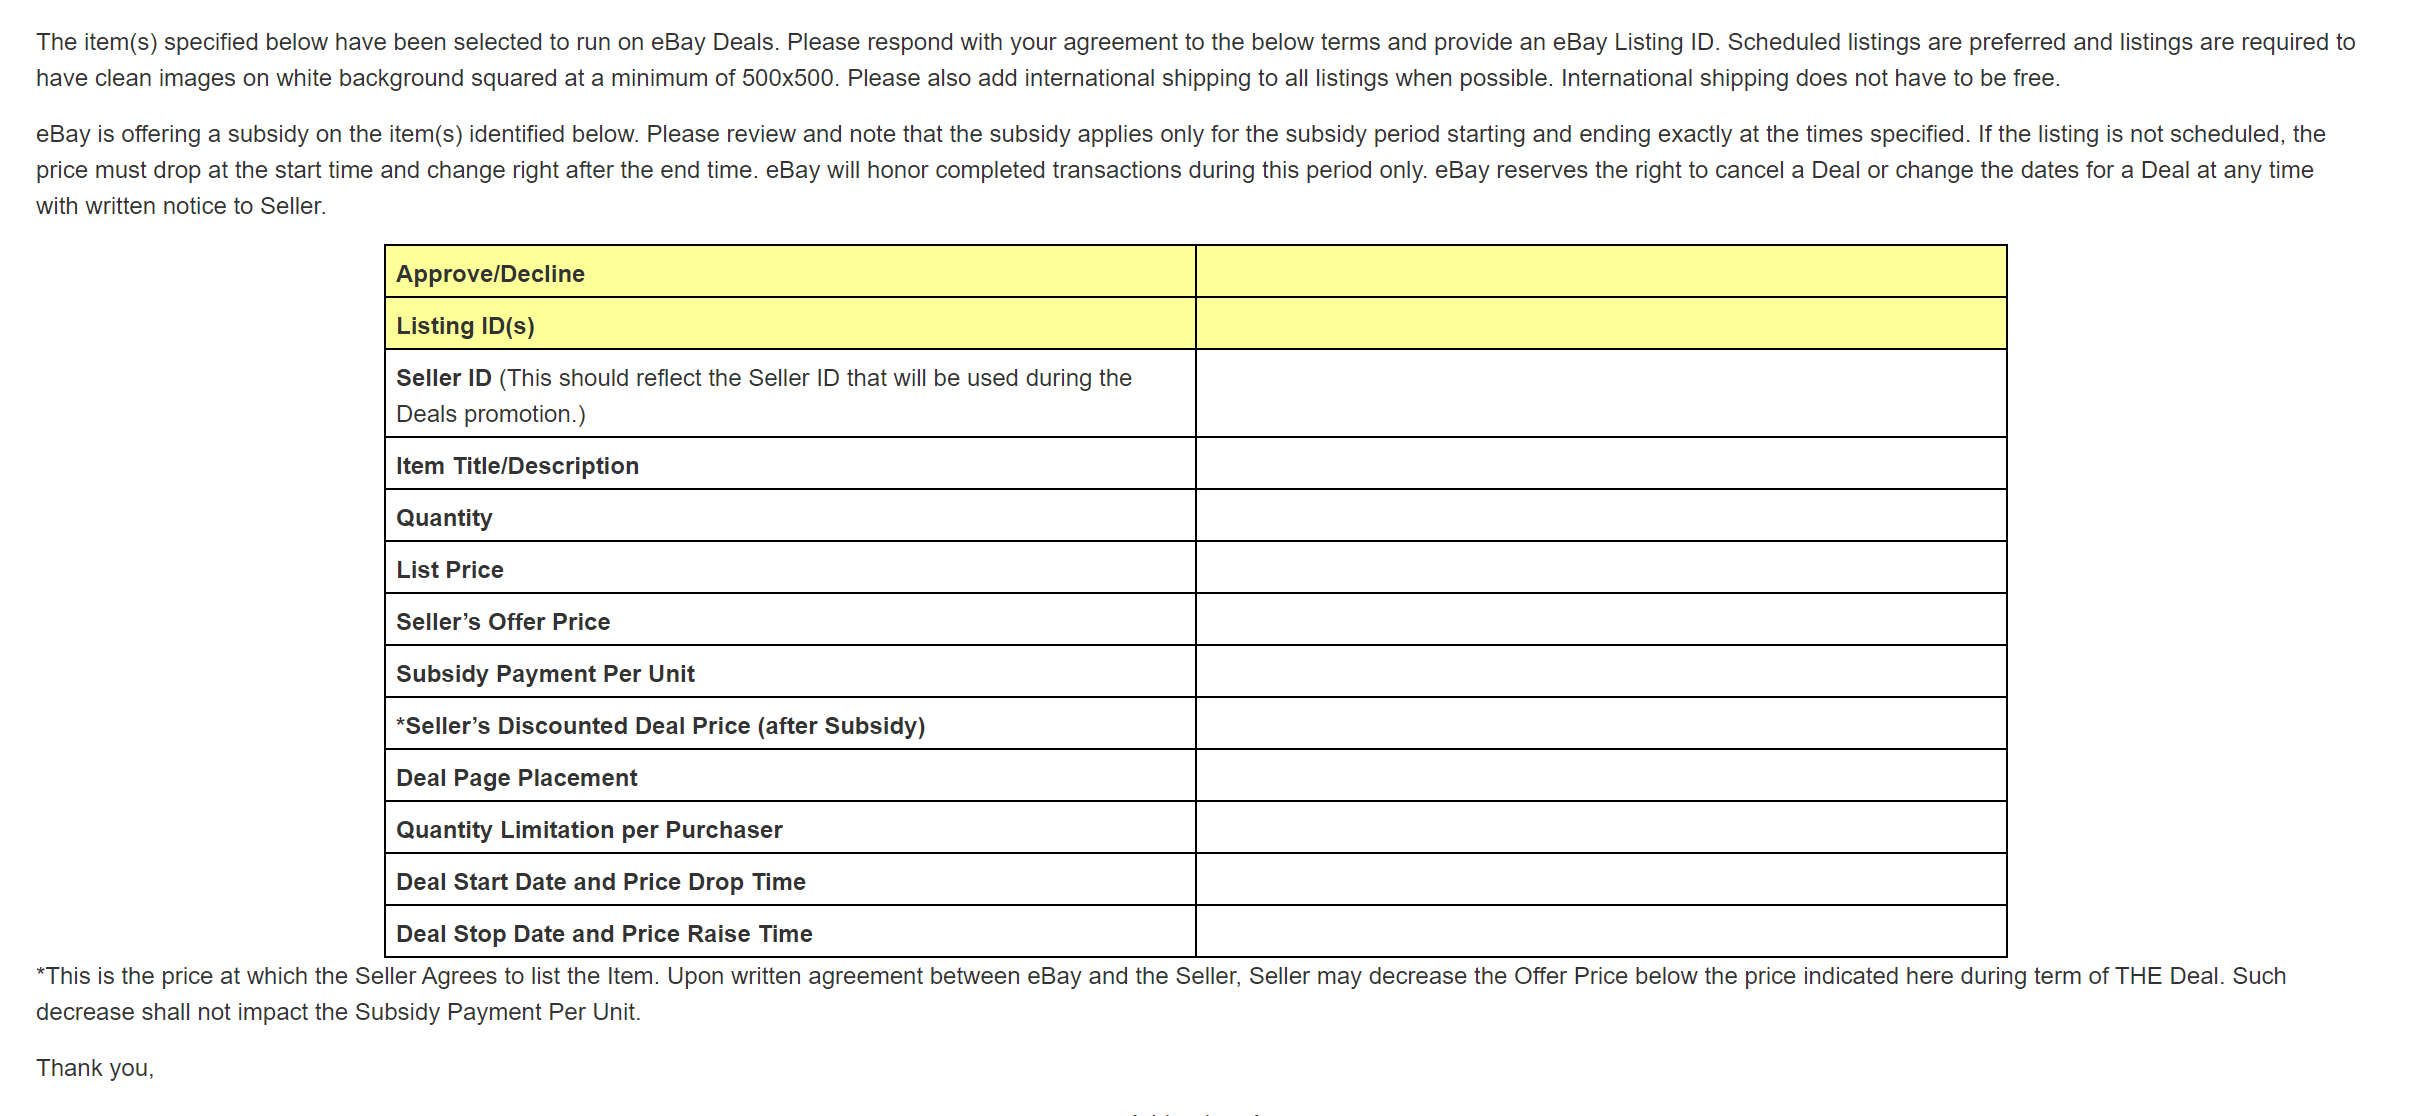 The item(s) specified below have been selected to run on eBay Deals. Please respond with your agreement to the below terms and provide an eBay Listing ID. Scheduled listings are preferred and listings are required to
have clean images on white background squared at a minimum of 500x500. Please also add international shipping to all listings when possible. International shipping does not have to be free.
eBay is offering a subsidy on the item(s) identified below. Please review and note that the subsidy applies only for the subsidy period starting and ending exactly at the times specified. If the listing is not scheduled, the
price must drop at the start time and change right after the end time. eBay will honor completed transactions during this period only. eBay reserves the right to cancel a Deal or change the dates for a Deal at any time
with written notice to Seller.
Approve/Decline
Listing ID(s)
Seller ID (This should reflect the Seller ID that will be used during the
Deals promotion.)
Item Title/Description
Quantity
List Price
Seller’s Offer Price
Subsidy Payment Per Unit
*Seller’s Discounted Deal Price (after Subsidy)
Deal Page Placement
Quantity Limitation per Purchaser
Deal Start Date and Price Drop Time
Deal Stop Date and Price Raise Time
*This is the price at which the Seller Agrees to list the Item. Upon written agreement between eBay and the Seller, Seller may decrease the Offer Price below the price indicated here during term of THE Deal. Such
decrease shall not impact the Subsidy Payment Per Unit.
Thank you,